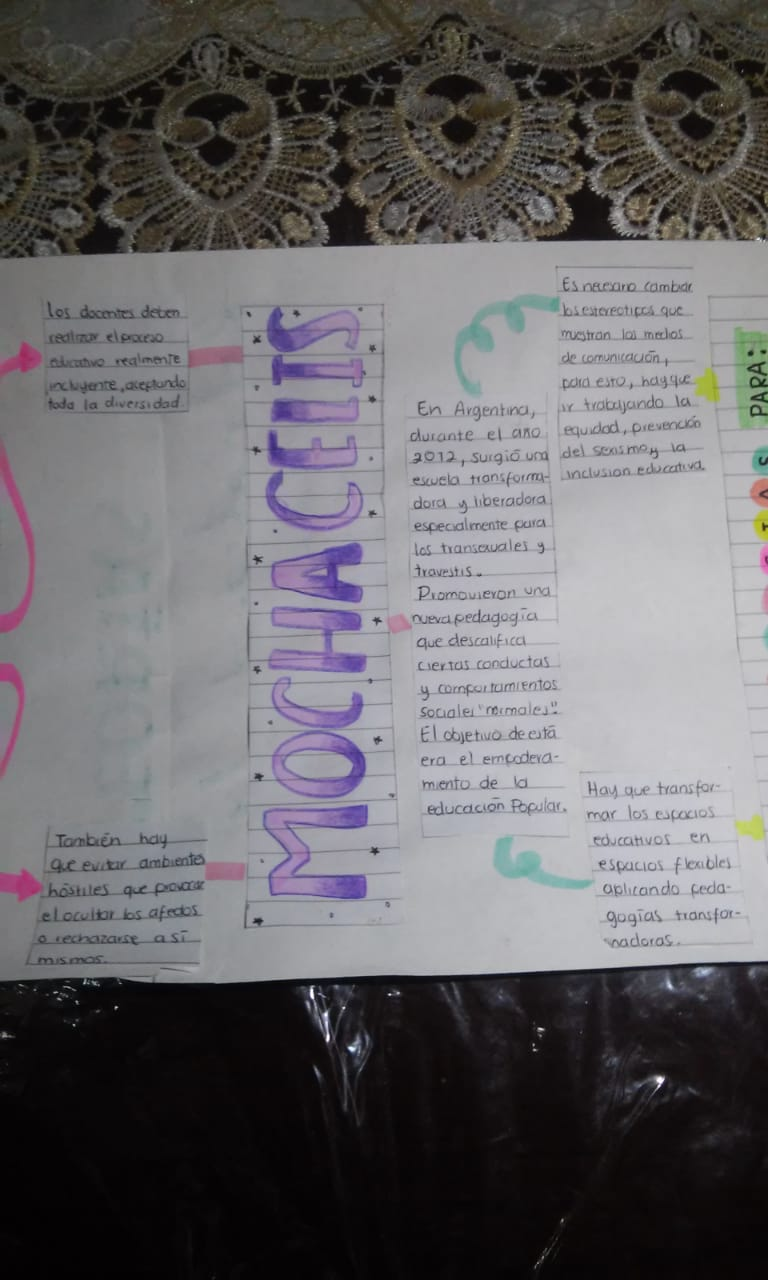 Los docentes deben
realizar el proceso
educativo realmente
incluyente, aceptando
toda la diversidad.
También hay
que evitar ambientes
hóstiles que provocar
el ocultar los afectos
o rechazarse a sí
mismos.
MOCHA CELIS
En Argentina,
durante el año
2012, surgió una
escuela transforma-
dora y liberadora
especialmente para
los transexuales y
travestis.
Promovieron una
nueva pedagogía
que descalifica
ciertas conductas
y comportamientos
sociales "normales".
El objetivo de está
era el empodera-
miento de la
educación Popular.
Es necesario cambiar
los estereotipos que
muestran los medios
de comunicación,
para esto, hay que
ir trabajando la
equidad, prevención
del sexismo y la
inclusion educativa.
Hay que transfor-
mar los espacios
educativos en
espacios flexibles
aplicando peda-
gogías transfor-
madoras.
PARA: